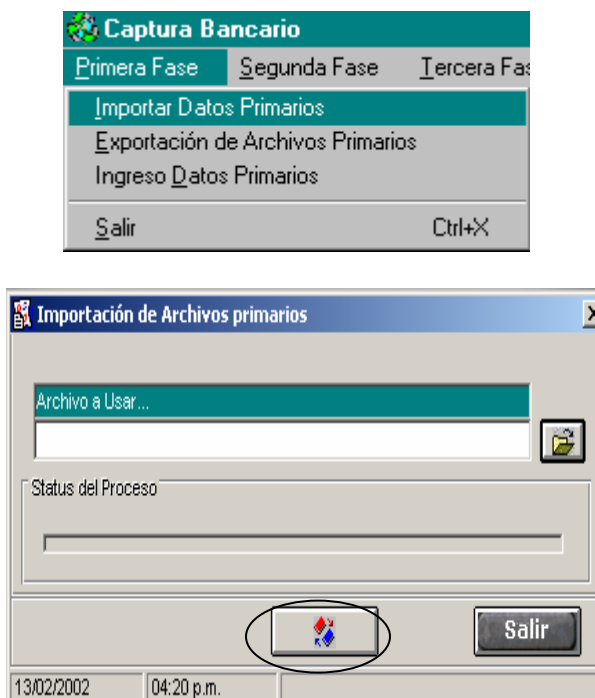 Captura Bancario
Primera Fase Segunda Fase Tercera Fas
Importar Datos Primarios
Exportación de Archivos Primarios
Ingreso Datos Primarios
Salir Ctrl+X
Importación de Archivos primarios
Archivo a Usar...
Status del Proceso
Salir
13/02/2002 04:20 p.m.